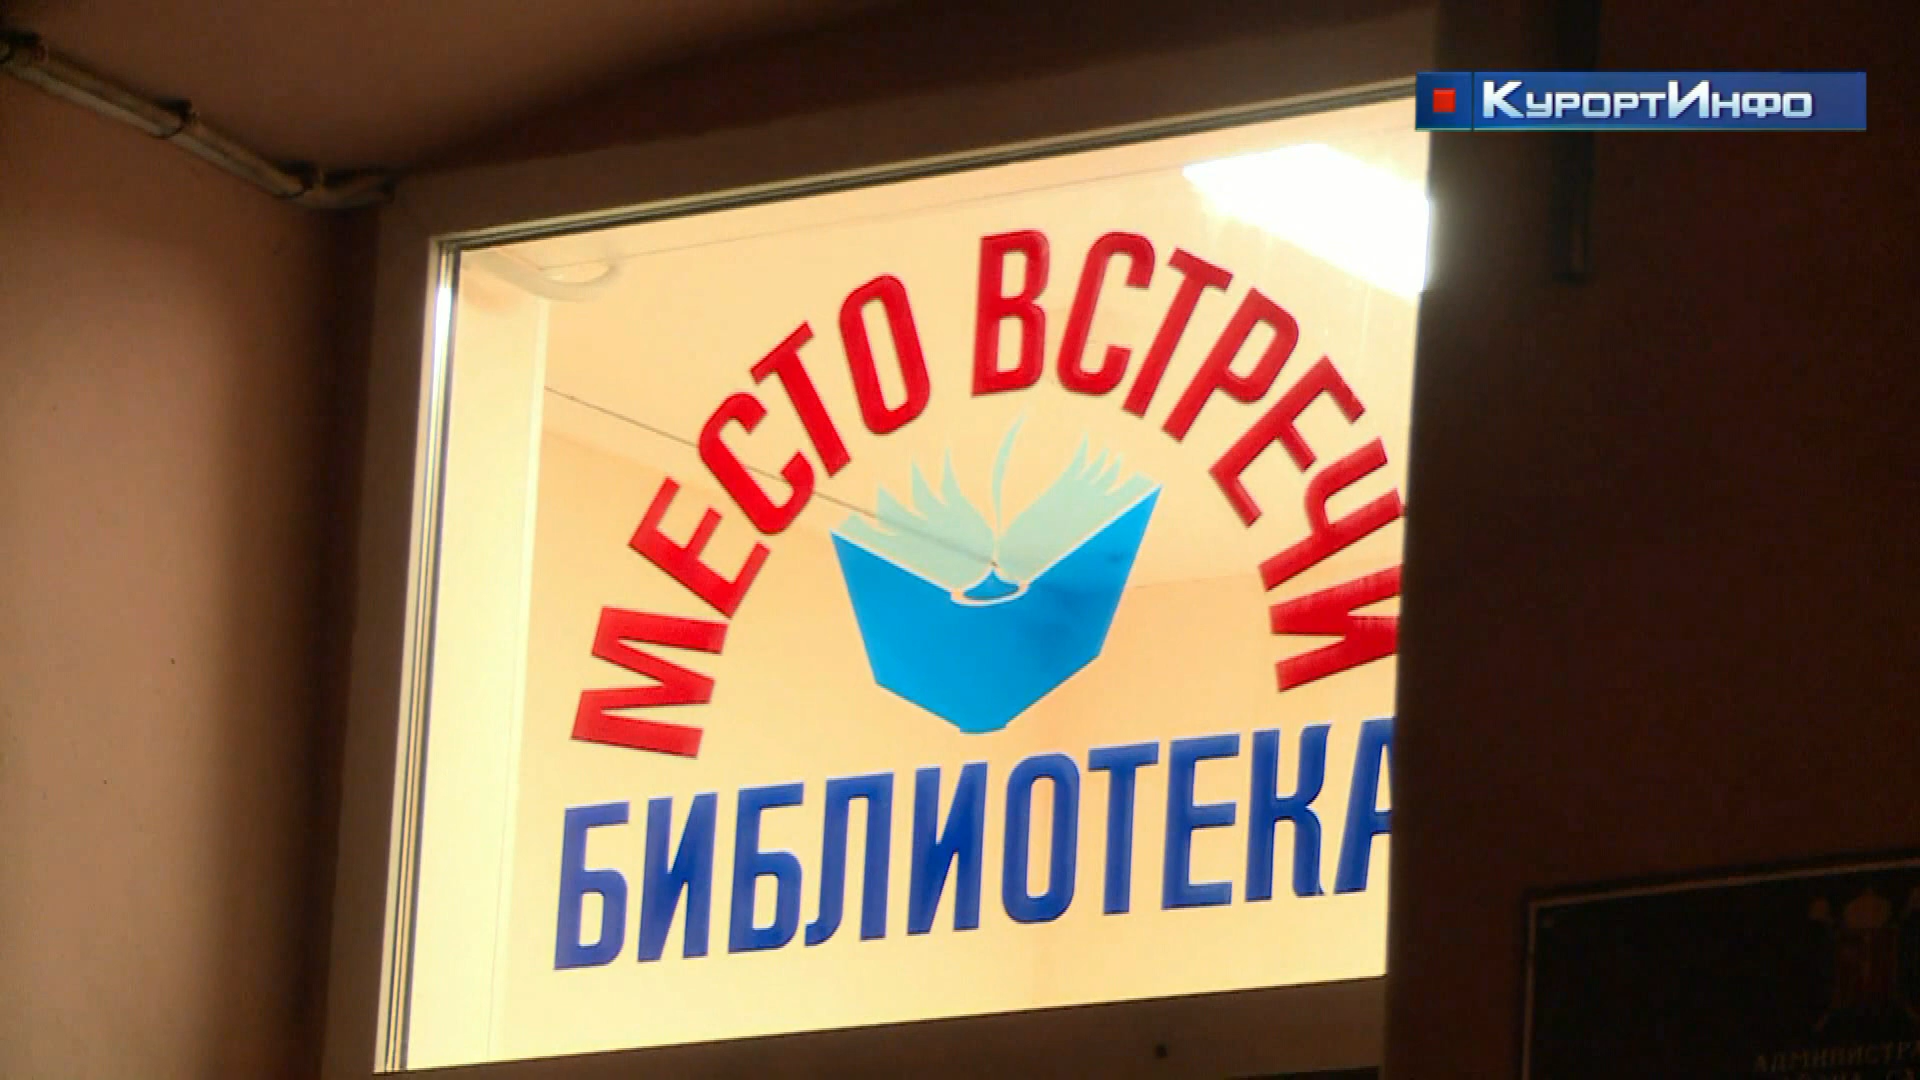 КурортИнфо
МЕСТО ВСТРЕЧИ
БИБЛИОТЕКА